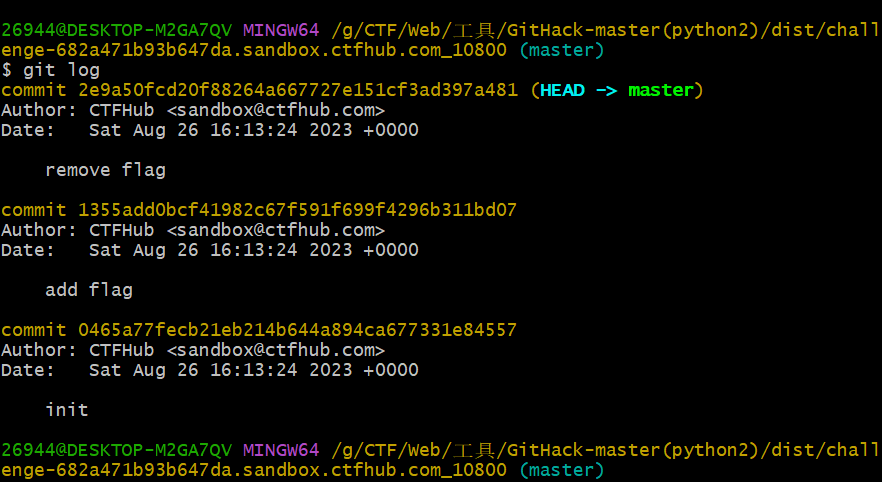 26944@DESKTOP-M2GA7QV MINGW64 /g/CTF/Web/工具/GitHack-master(python2)/dist/chall
enge-682a471b93b647da.sandbox.ctfhub.com_10800 (master)
$ git log
commit 2e9a50fcd20f88264a667727e151cf3ad397a481 (HEAD -> master)
Author: CTFHub <sandbox@ctfhub.com>
Date:   Sat Aug 26 16:13:24 2023 +0000
    remove flag
commit 1355add0bcf41982c67f591f699f4296b311bd07
Author: CTFHub <sandbox@ctfhub.com>
Date:   Sat Aug 26 16:13:24 2023 +0000
    add flag
commit 0465a77fecb21eb214b644a894ca677331e84557
Author: CTFHub <sandbox@ctfhub.com>
Date:   Sat Aug 26 16:13:24 2023 +0000
    init
26944@DESKTOP-M2GA7QV MINGW64 /g/CTF/Web/工具/GitHack-master(python2)/dist/chall
enge-682a471b93b647da.sandbox.ctfhub.com_10800 (master)